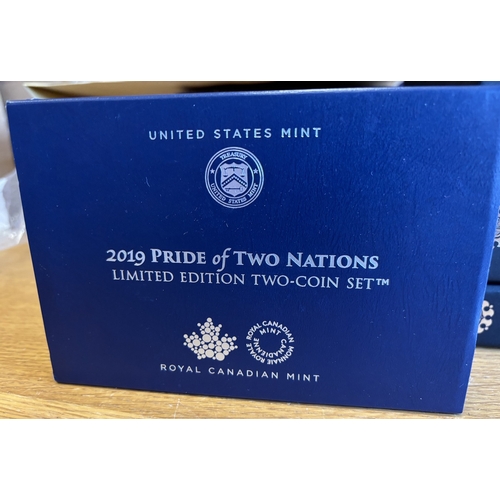 UNITED STATES MINT
TREASURY
UNITED STATES MINT
2019 PRIDE of TWO NATIONS
LIMITED EDITION TWO-COIN SET™
ROYAL CANADIAN
MINT
MONNAIE ROYALE
CANADIENNE
ROYAL CANADIAN MINT